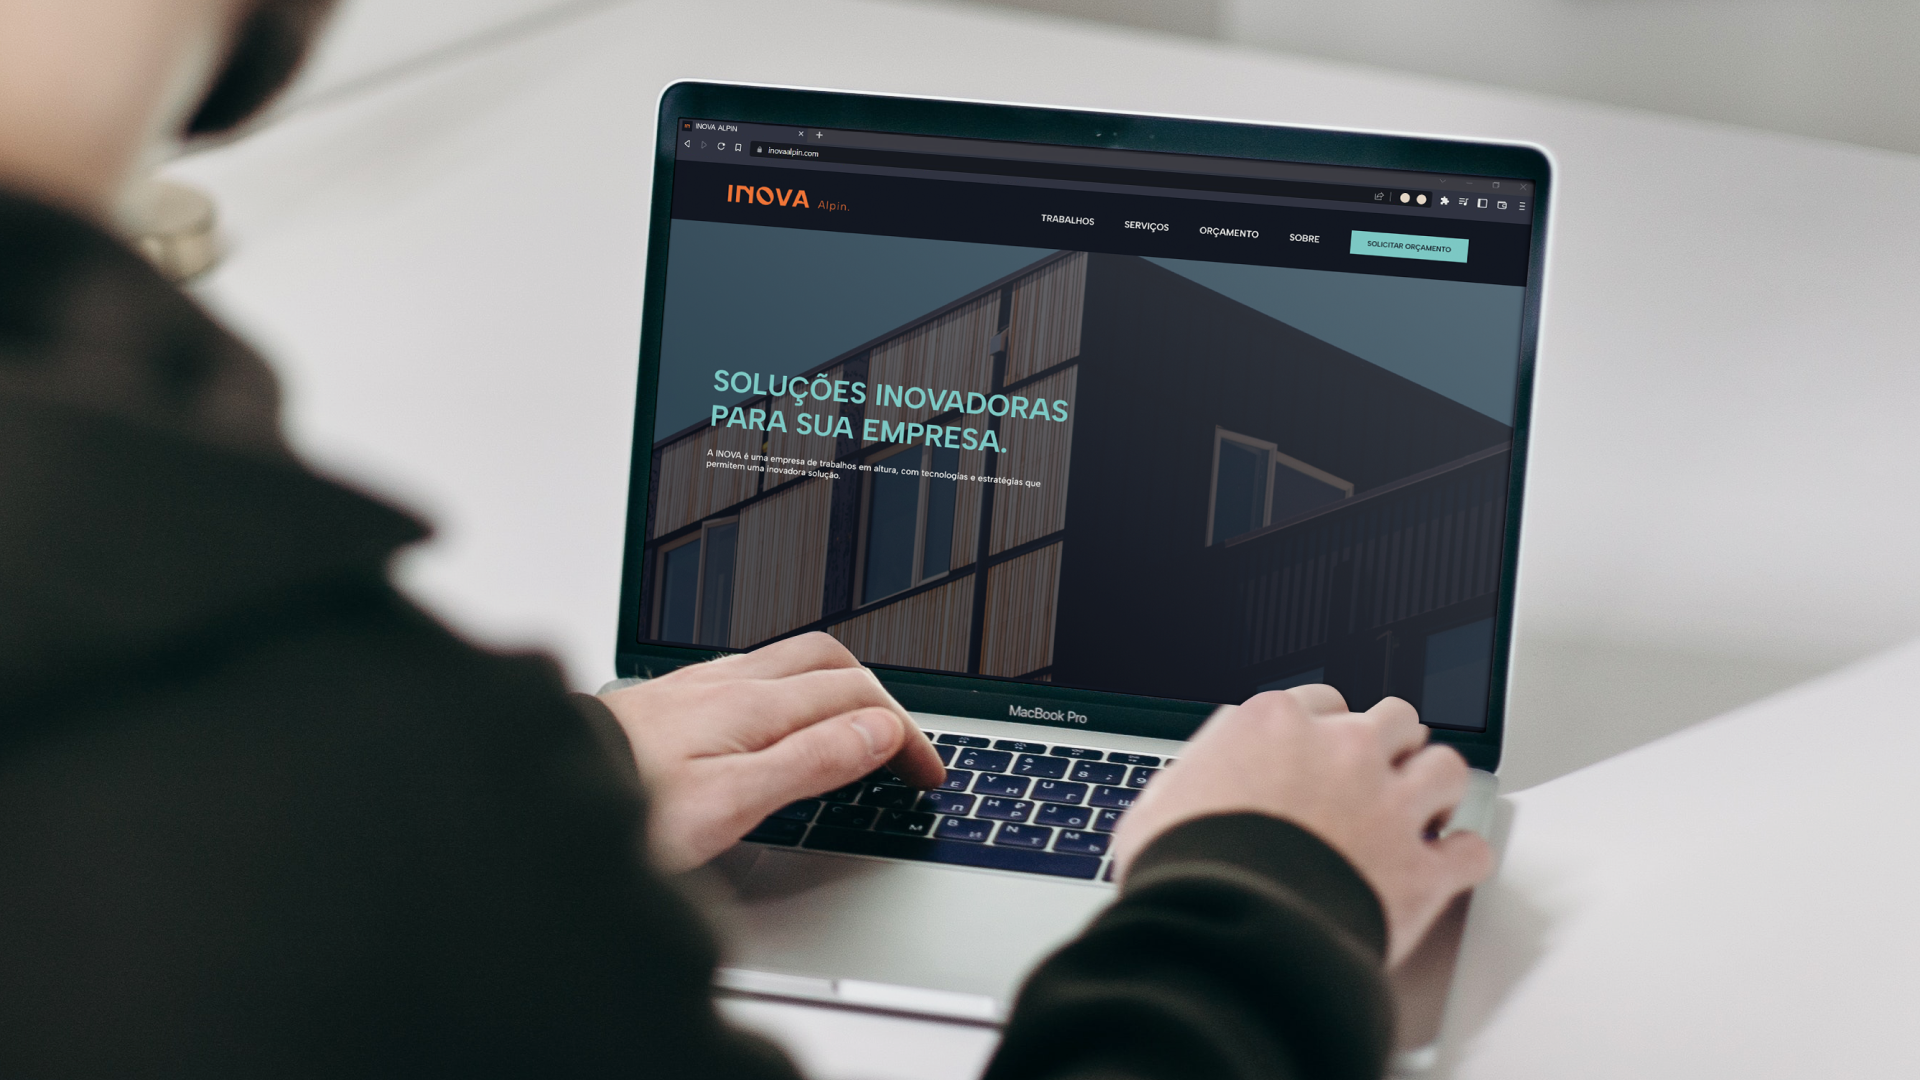 INOVA ALPIN
inovaalpin.com
INOVA Alpin.
TRABALHOS SERVIÇOS ORÇAMENTO SOBRE SOLICITAR ORÇAMENTO
SOLUÇÕES INOVADORAS
PARA SUA EMPRESA.
A INOVA é uma empresa de trabalhos em altura, com tecnologias e estratégias que
permitem uma inovadora solução.
MacBook Pro